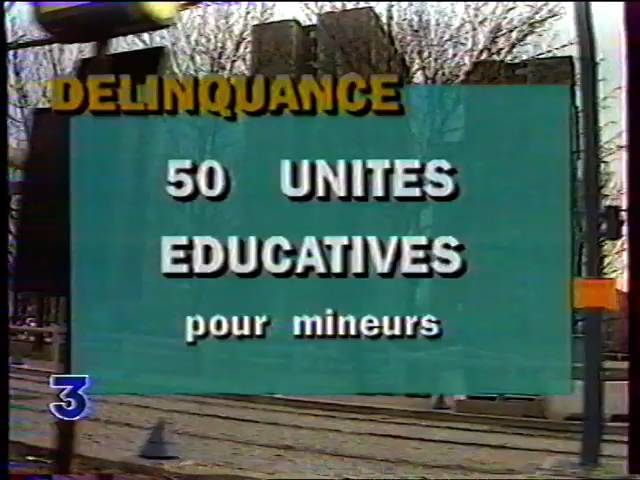 DELINQUANCE
50 UNITES
EDUCATIVES
pour mineurs
3